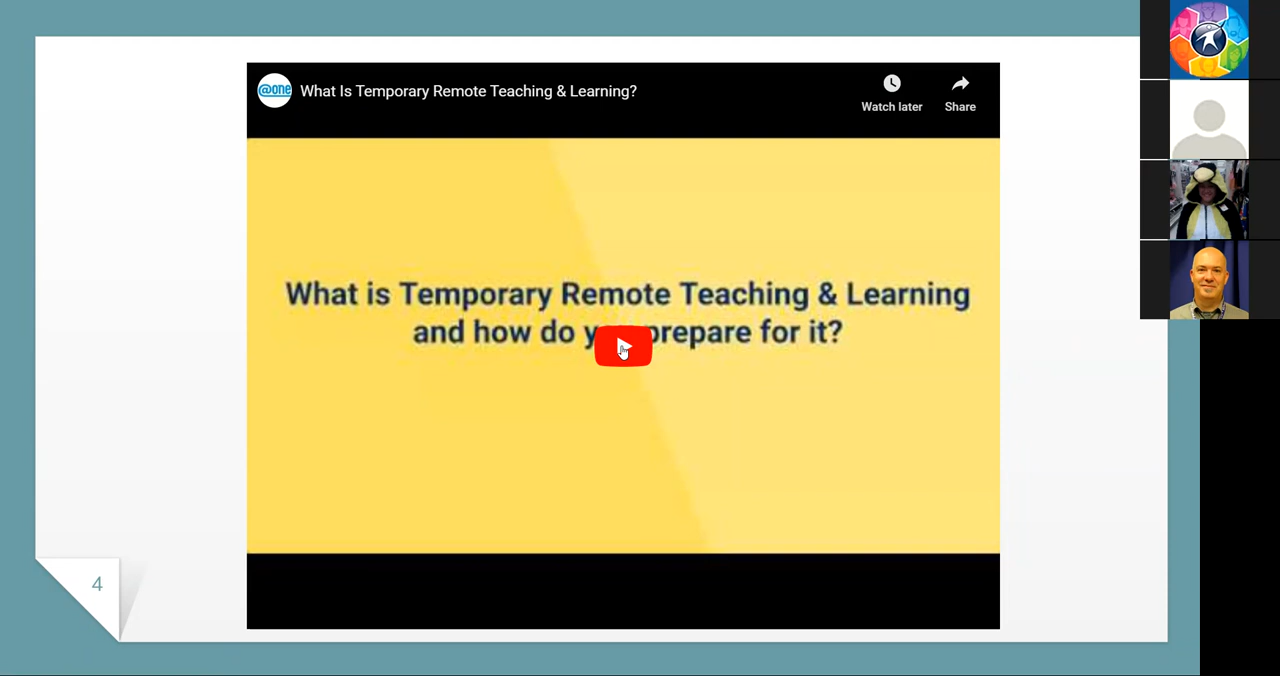 @one
What Is Temporary Remote Teaching & Learning?
Watch later
Share
What is Temporary Remote Teaching & Learning
and how do prepare for it?
4